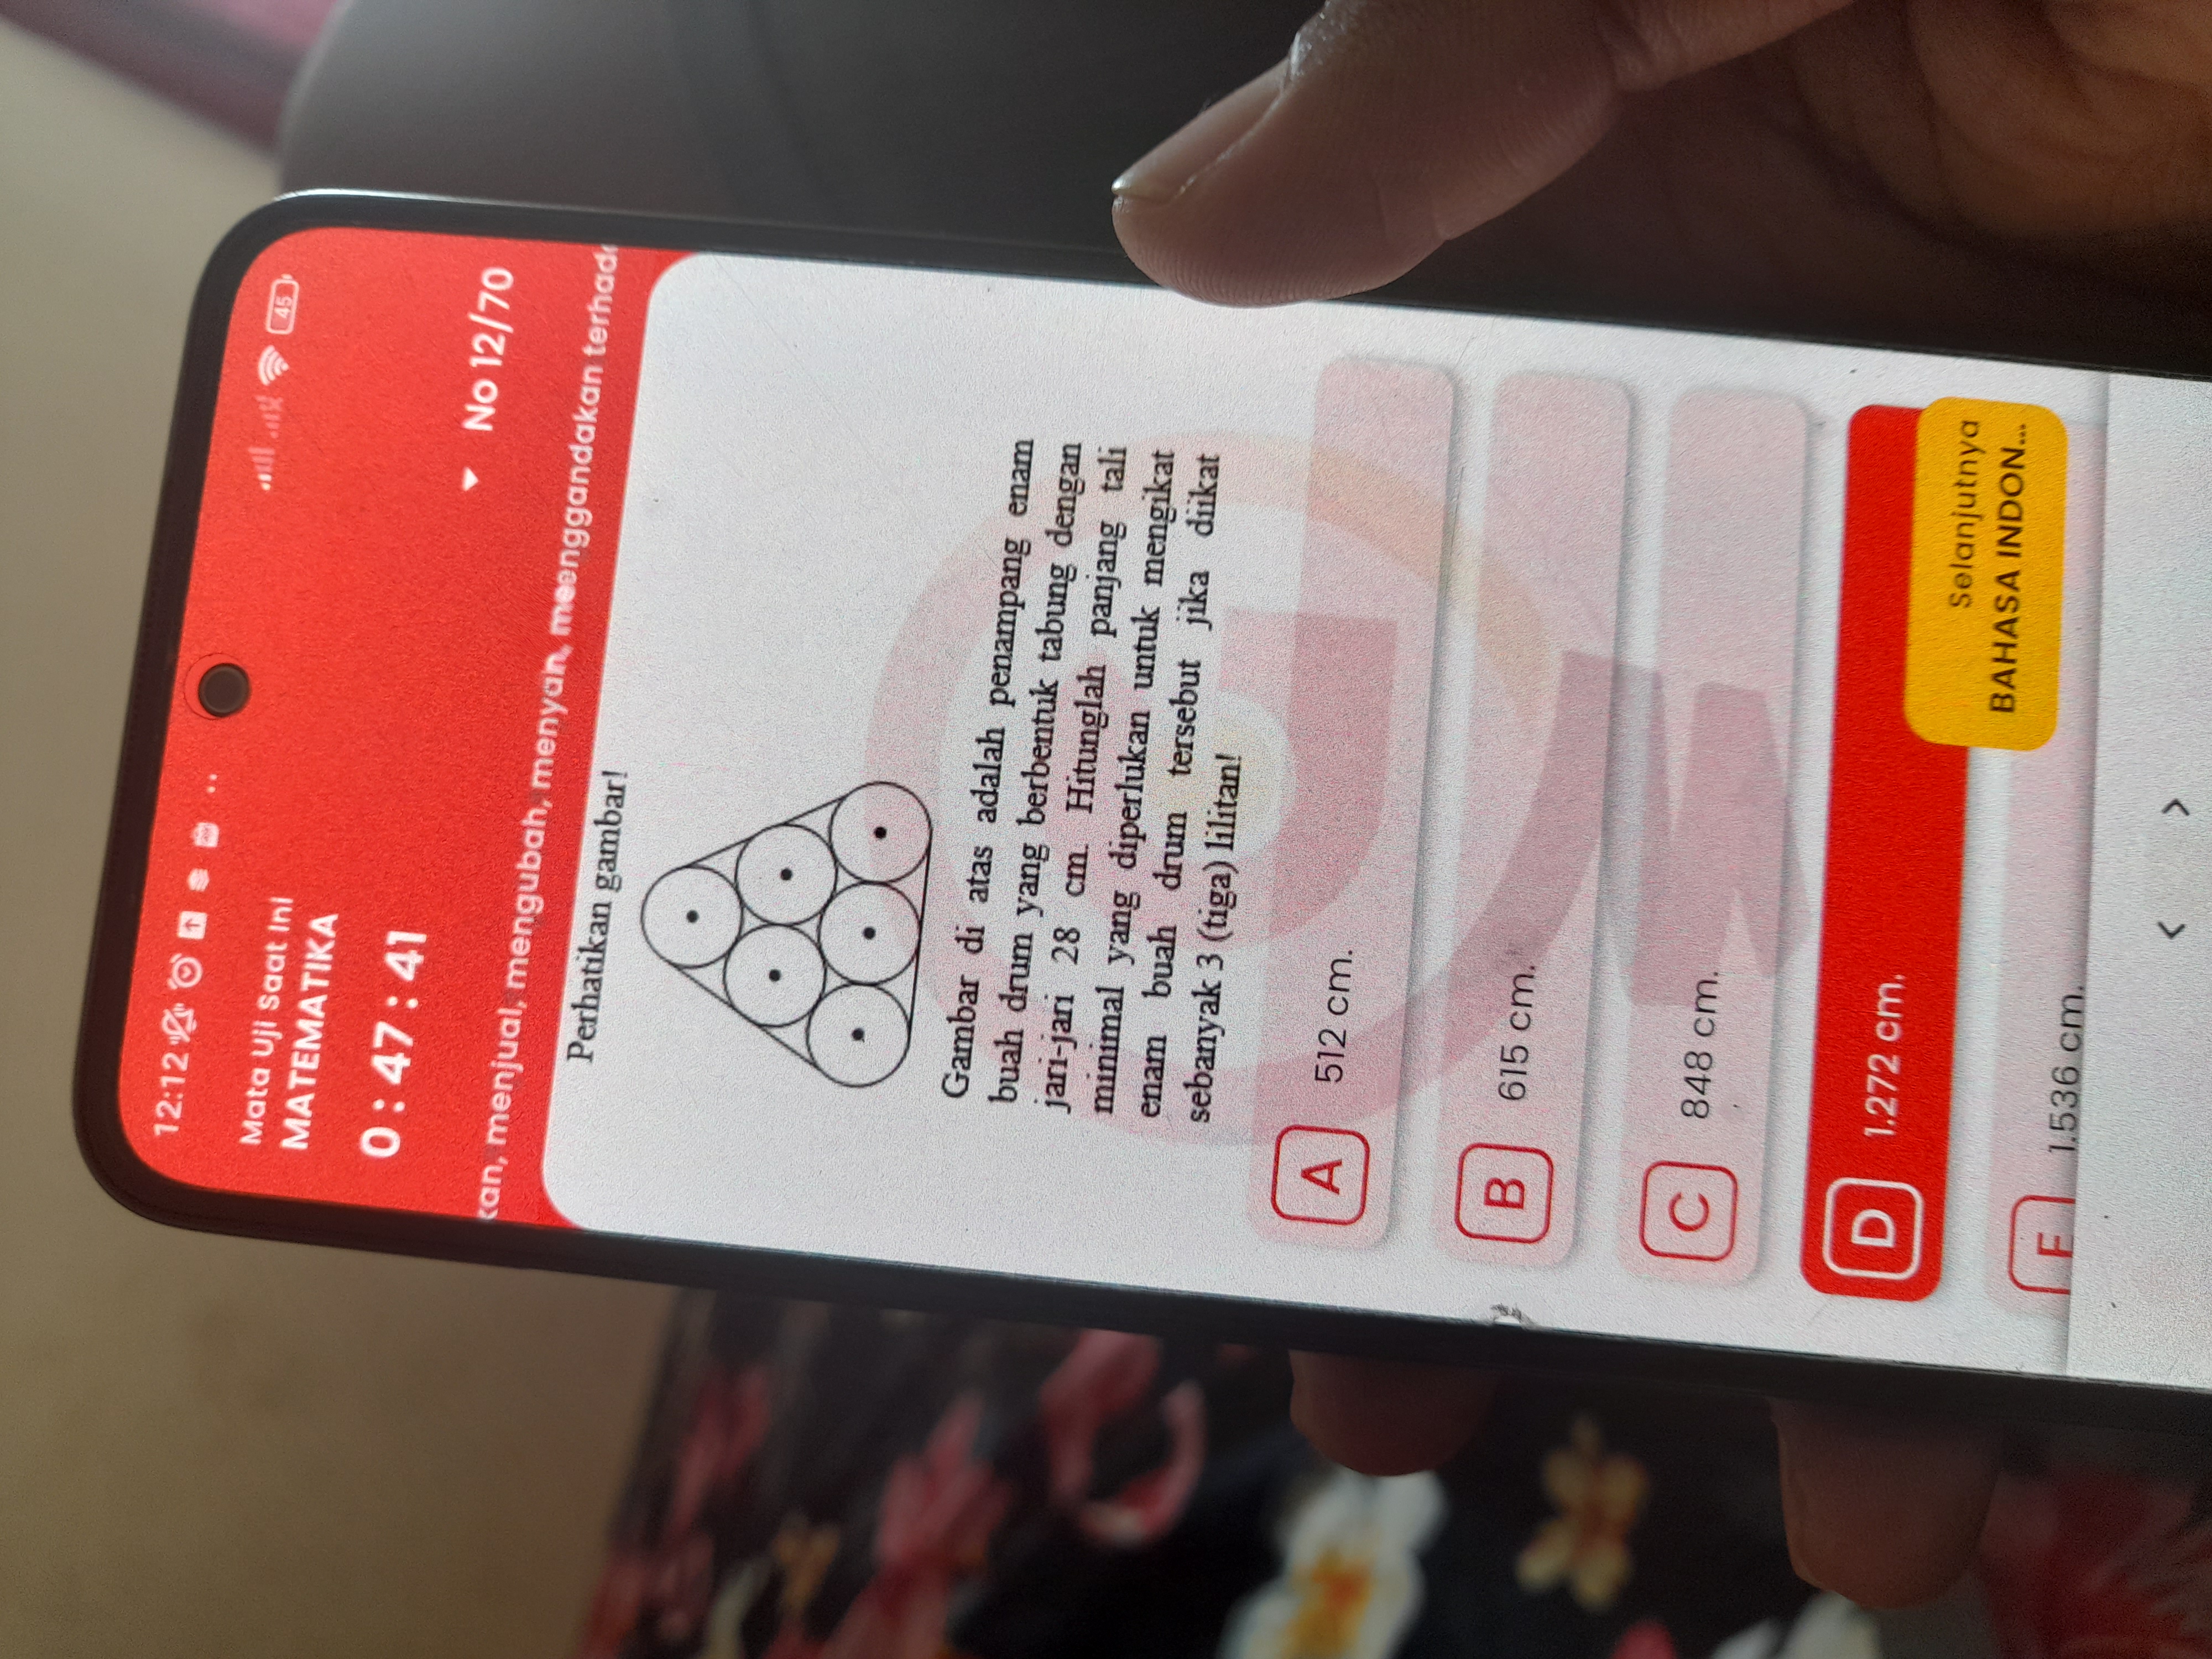 12:12
45
Mata Uji Saat Ini
MATEMATIKA
0 : 47 : 41
No 12/70
kan, menjual, mengubah, menyan, menggandakan terhad
Perhatikan gambar!
Gambar di atas adalah penampang enam
buah drum yang berbentuk tabung dengan
jari-jari 28 cm. Hitunglah panjang tali
minimal yang diperlukan untuk mengikat
enam buah drum tersebut jika diikat
sebanyak 3 (tiga) lilitan!
A 512 cm.
B 615 cm.
C 848 cm.
D 1.272 cm.
E 1.536 cm.
Selanjutnya
BAHASA INDON...